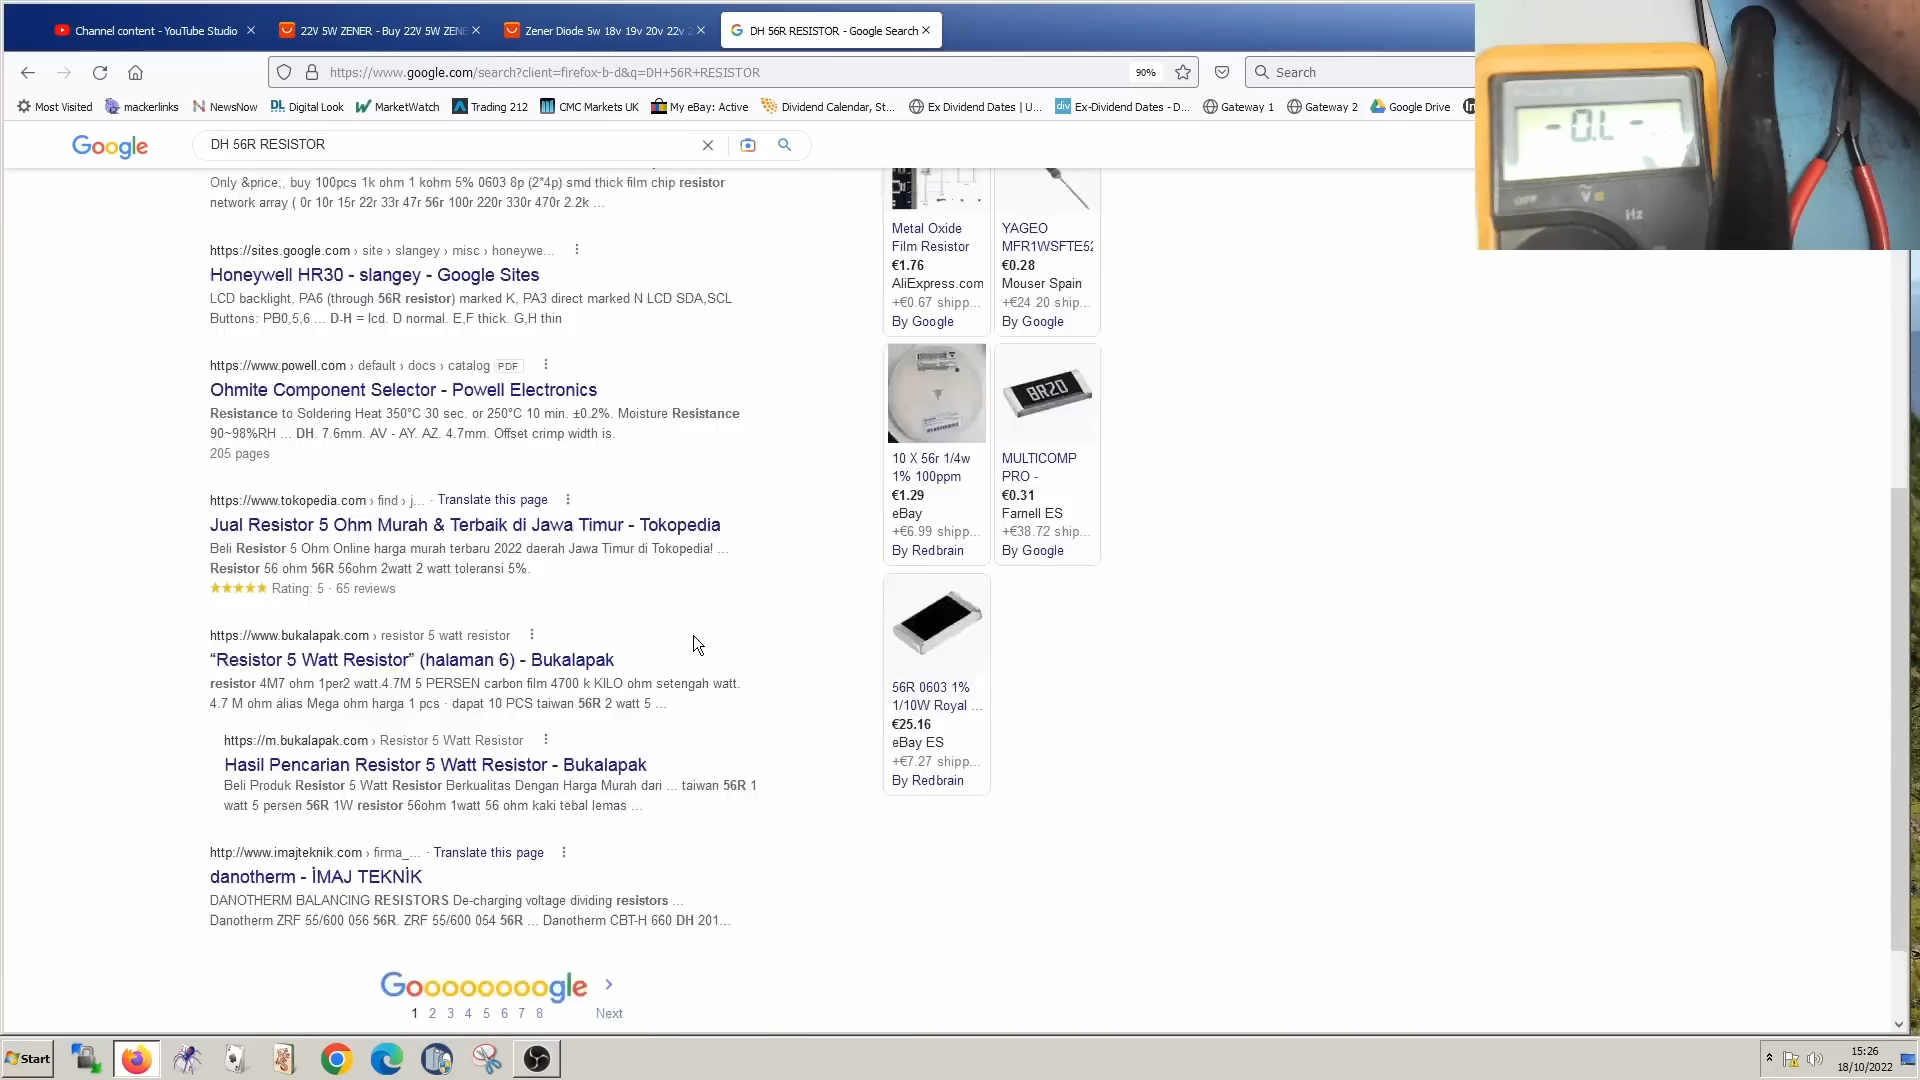 Channel content - YouTube Studio
22V 5W ZENER - Buy 22V 5W ZENE
Zener Diode 5w 18v 19v 20v 22v 2
DH 56R RESISTOR - Google Search
https://www.google.com/search?client=firefox-b-d&q=DH+56R+RESISTOR
90%
Search
Most Visited
mackerlinks
NewsNow
Digital Look
MarketWatch
Trading 212
CMC Markets UK
My eBay: Active
Dividend Calendar, St...
Ex Dividend Dates | U...
Ex-Dividend Dates - D...
Gateway 1
Gateway 2
Google Drive
Google
DH 56R RESISTOR
Only &price;, buy 100pcs 1k ohm 1 kohm 5% 0603 8p (2*4p) smd thick film chip resistor
network array ( 0r 10r 15r 22r 33r 47r 56r 100r 220r 330r 470r 2.2k ...
https://sites.google.com › site › slangey › misc › honeywe...
Honeywell HR30 - slangey - Google Sites
LCD backlight, PA6 (through 56R resistor) marked K, PA3 direct marked N LCD SDA,SCL
Buttons: PB0,5,6 ... D-H = lcd. D normal. E,F thick. G,H thin
https://www.powell.com › default › docs › catalog PDF
Ohmite Component Selector - Powell Electronics
Resistance to Soldering Heat 350°C 30 sec. or 250°C 10 min. ±0.2%. Moisture Resistance
90~98%RH ... DH. 7.6mm. AV - AY. AZ. 4.7mm. Offset crimp width is.
205 pages
https://www.tokopedia.com › find › j... · Translate this page
Jual Resistor 5 Ohm Murah & Terbaik di Jawa Timur - Tokopedia
Beli Resistor 5 Ohm Online harga murah terbaru 2022 daerah Jawa Timur di Tokopedia! ...
Resistor 56 ohm 56R 56ohm 2watt 2 watt toleransi 5%.
Rating: 5 · 65 reviews
https://www.bukalapak.com › resistor 5 watt resistor
“Resistor 5 Watt Resistor” (halaman 6) - Bukalapak
resistor 4M7 ohm 1per2 watt.4.7M 5 PERSEN carbon film 4700 k KILO ohm setengah watt.
4.7 M ohm alias Mega ohm harga 1 pcs · dapat 10 PCS taiwan 56R 2 watt 5 ...
https://m.bukalapak.com › Resistor 5 Watt Resistor
Hasil Pencarian Resistor 5 Watt Resistor - Bukalapak
Beli Produk Resistor 5 Watt Resistor Berkualitas Dengan Harga Murah dari ... taiwan 56R 1
watt 5 persen 56R 1W resistor 56ohm 1watt 56 ohm kaki tebal lemas ...
http://www.imajteknik.com › firma_... · Translate this page
danotherm - İMAJ TEKNİK
DANOTHERM BALANCING RESISTORS De-charging voltage dividing resistors ...
Danotherm ZRF 55/600 056 56R. ZRF 55/600 054 56R ... Danotherm CBT-H 660 DH 201...
Gooooooooogle
1 2 3 4 5 6 7 8 Next
Metal Oxide
Film Resistor
€1.76
AliExpress.com
+€0.67 shipp...
By Google
YAGEO
MFR1WSFTE52
€0.28
Mouser Spain
+€24.20 ship...
By Google
10 X 56r 1/4w
1% 100ppm
€1.29
eBay
+€6.99 shipp...
By Redbrain
8R20
MULTICOMP
PRO -
€0.31
Farnell ES
+€38.72 ship...
By Google
56R 0603 1%
1/10W Royal ...
€25.16
eBay ES
+€7.27 shipp...
By Redbrain
- 0.L -
OFF
V
Hz
Start
15:26
18/10/2022